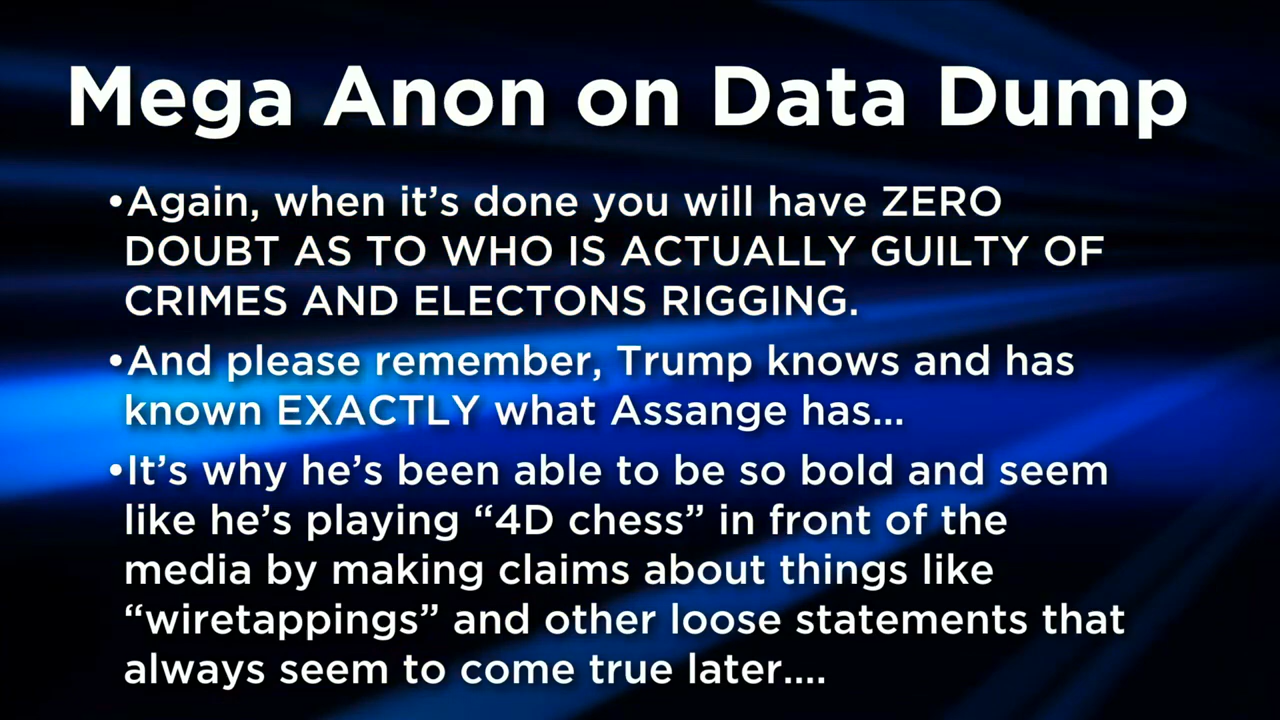 Mega Anon on Data Dump
•Again, when it’s done you will have ZERO
DOUBT AS TO WHO IS ACTUALLY GUILTY OF
CRIMES AND ELECTONS RIGGING.
•And please remember, Trump knows and has
known EXACTLY what Assange has...
•It’s why he’s been able to be so bold and seem
like he’s playing “4D chess” in front of the
media by making claims about things like
“wiretappings” and other loose statements that
always seem to come true later....